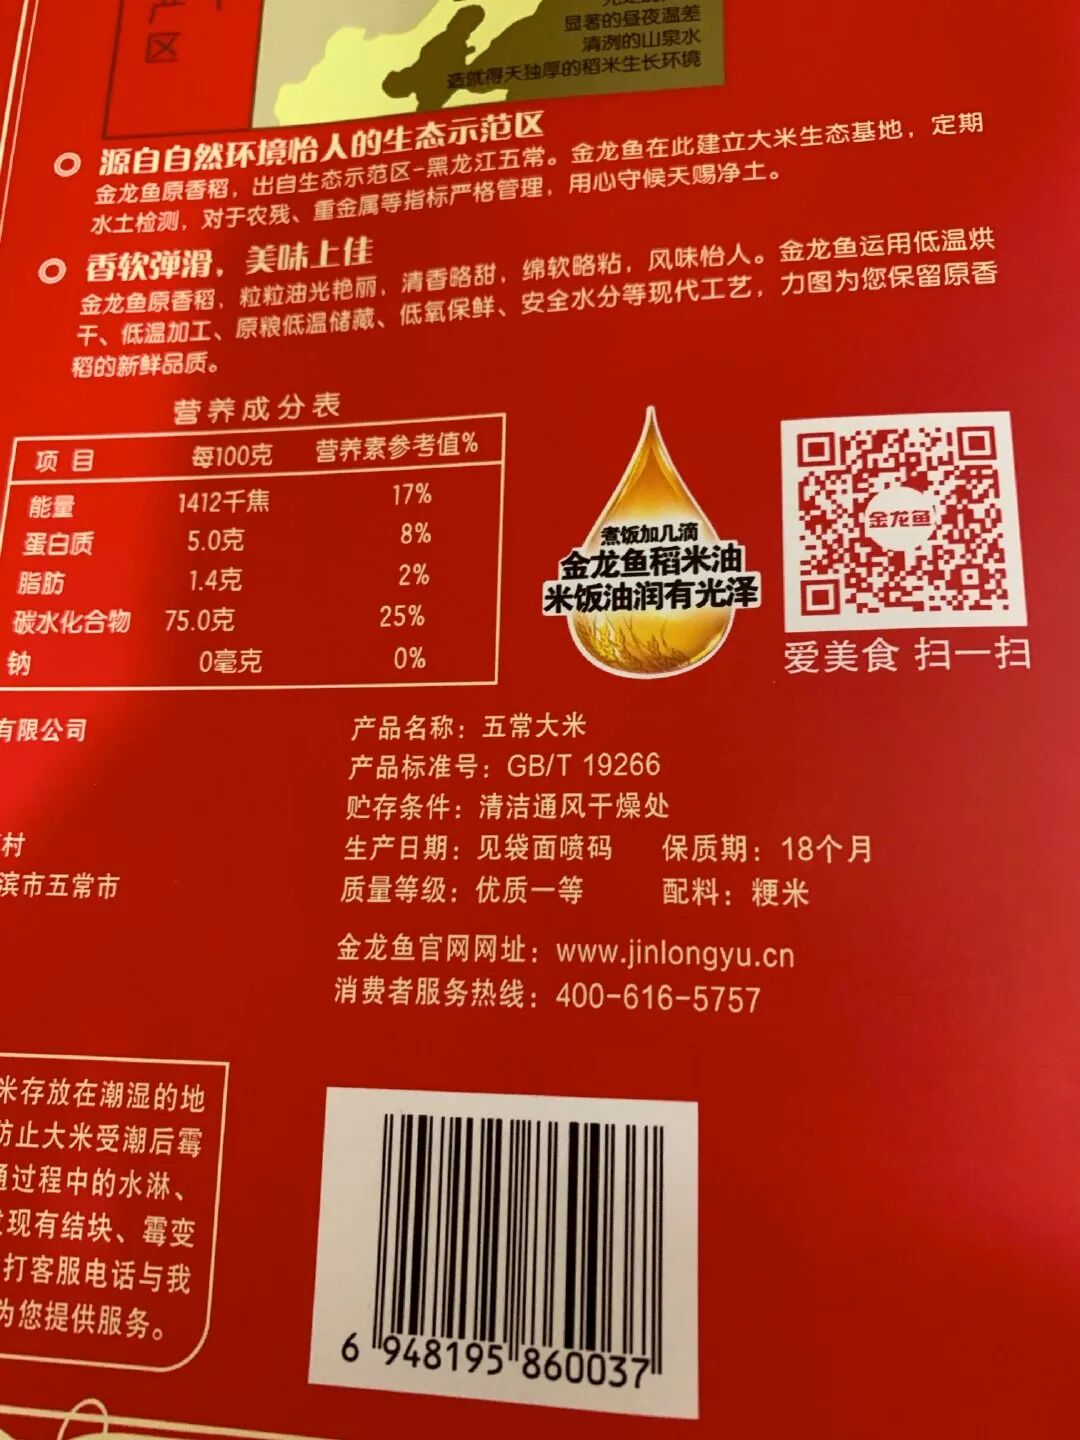 产
区
显著的昼夜温差
清洌的山泉水
造就得天独厚的稻米生长环境
源自自然环境怡人的生态示范区
金龙鱼原香稻，出自生态示范区-黑龙江五常。金龙鱼在此建立大米生态基地，定期
水土检测，对于农残、重金属等指标严格管理，用心守候天赐净土。
香软弹滑，美味上佳
金龙鱼原香稻，粒粒油光艳丽，清香略甜，绵软略粘，风味怡人。金龙鱼运用低温烘
干、低温加工、原粮低温储藏、低氧保鲜、安全水分等现代工艺，力图为您保留原香
稻的新鲜品质。
营养成分表
项目 每100克 营养素参考值%
能量 1412千焦 17%
蛋白质 5.0克 8%
脂肪 1.4克 2%
碳水化合物 75.0克 25%
钠 0毫克 0%
煮饭加几滴
金龙鱼稻米油
米饭油润有光泽
金龙鱼
爱美食 扫一扫
有限公司
村
滨市五常市
产品名称：五常大米
产品标准号：GB/T 19266
贮存条件：清洁通风干燥处
生产日期：见袋面喷码 保质期：18个月
质量等级：优质一等 配料：粳米
金龙鱼官网网址：www.jinlongyu.cn
消费者服务热线：400-616-5757
米存放在潮湿的地
防止大米受潮后霉
通过程中的水淋、
现有结块、霉变
打客服电话与我
为您提供服务。
6 948195 860037